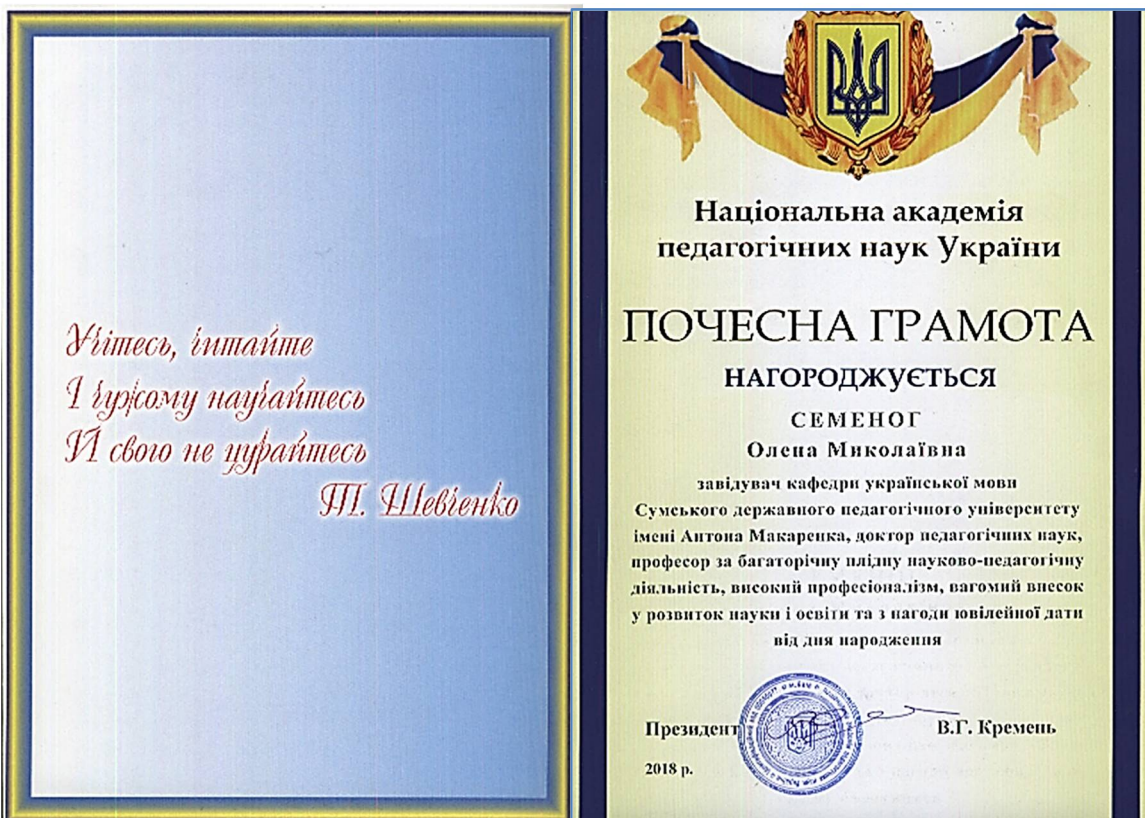 Учітесь, читайте
І чужому научайтесь
Й свого не цурайтесь
Т. Шевченко
Національна академія
педагогічних наук України
ПОЧЕСНА ГРАМОТА
НАГОРОДЖУЄТЬСЯ
СЕМЕНОГ
Олена Миколаївна
завідувач кафедри української мови
Сумського державного педагогічного університету
імені Антона Макаренка, доктор педагогічних наук,
професор за багаторічну плідну науково-педагогічну
діяльність, високий професіоналізм, вагомий внесок
у розвиток науки і освіти та з нагоди ювілейної дати
від дня народження
Президент В.Г. Кремень
2018 р.